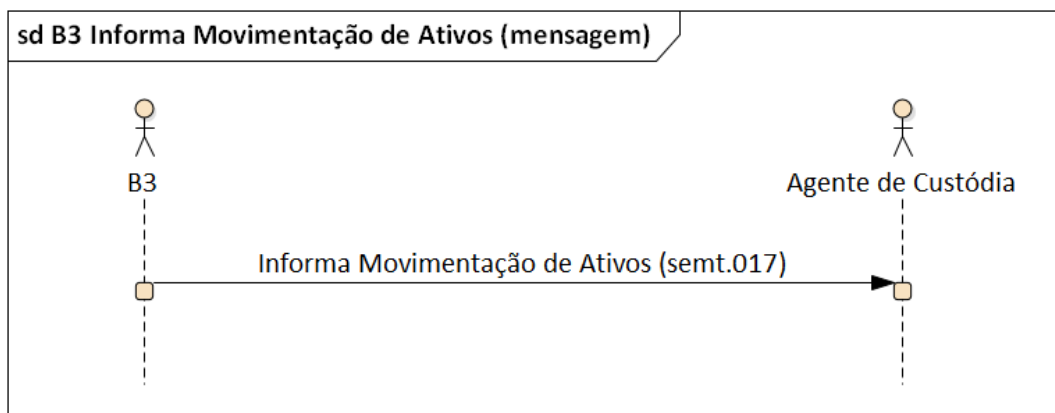 sd B3 Informa Movimentação de Ativos (mensagem)
B3
Agente de Custódia
Informa Movimentação de Ativos (semt.017)